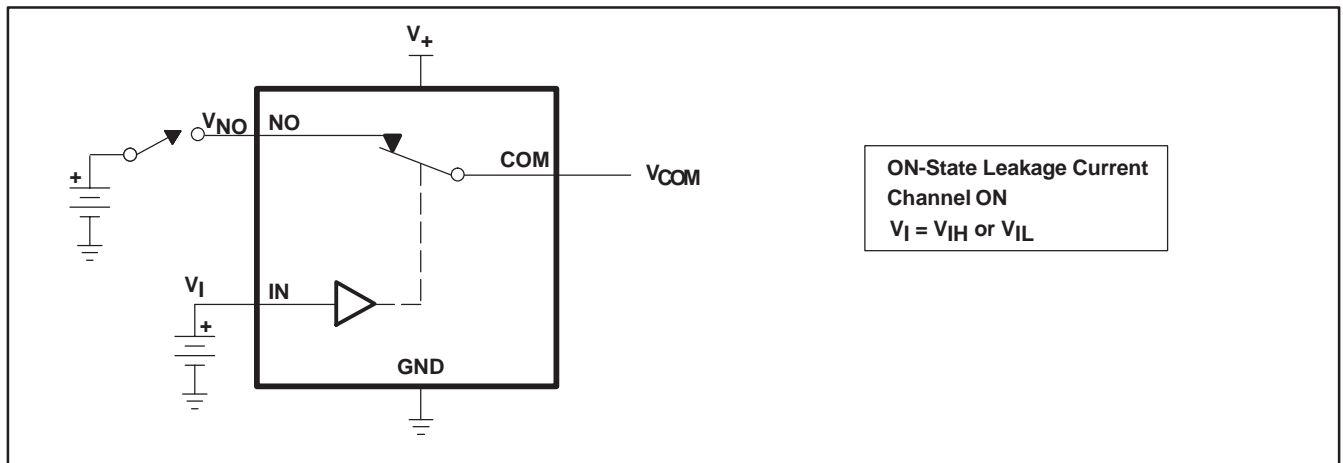 V+
VNO NO
COM VCOM
+
VI IN
+
GND
ON-State Leakage Current
Channel ON
VI = VIH or VIL